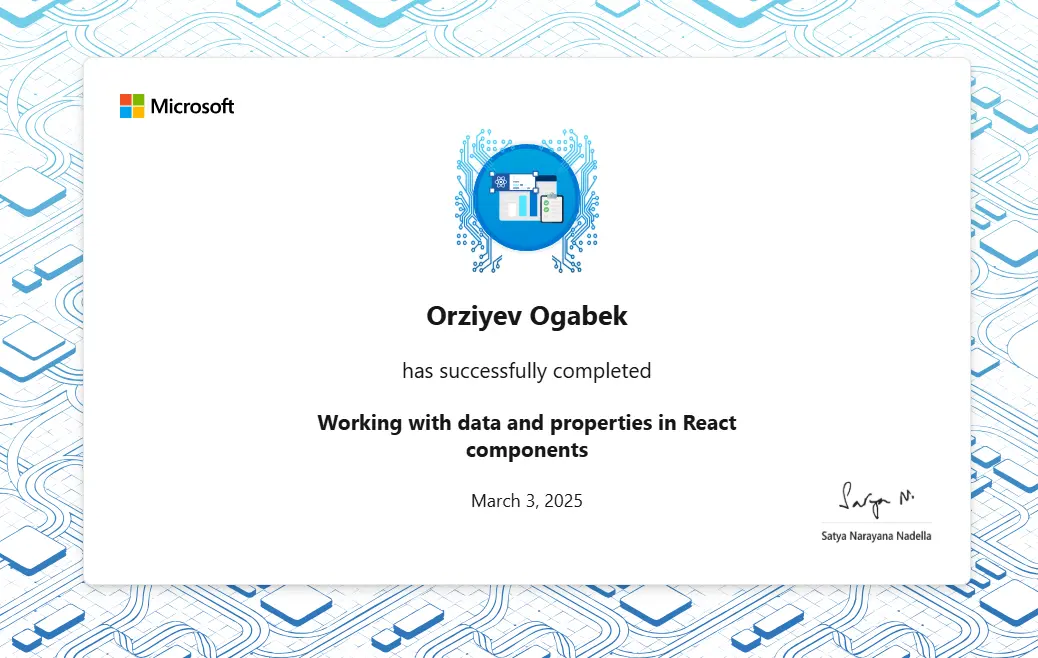 Microsoft
Orziyev Ogabek
has successfully completed
Working with data and properties in React
components
March 3, 2025
Satya N.
Satya Narayana Nadella